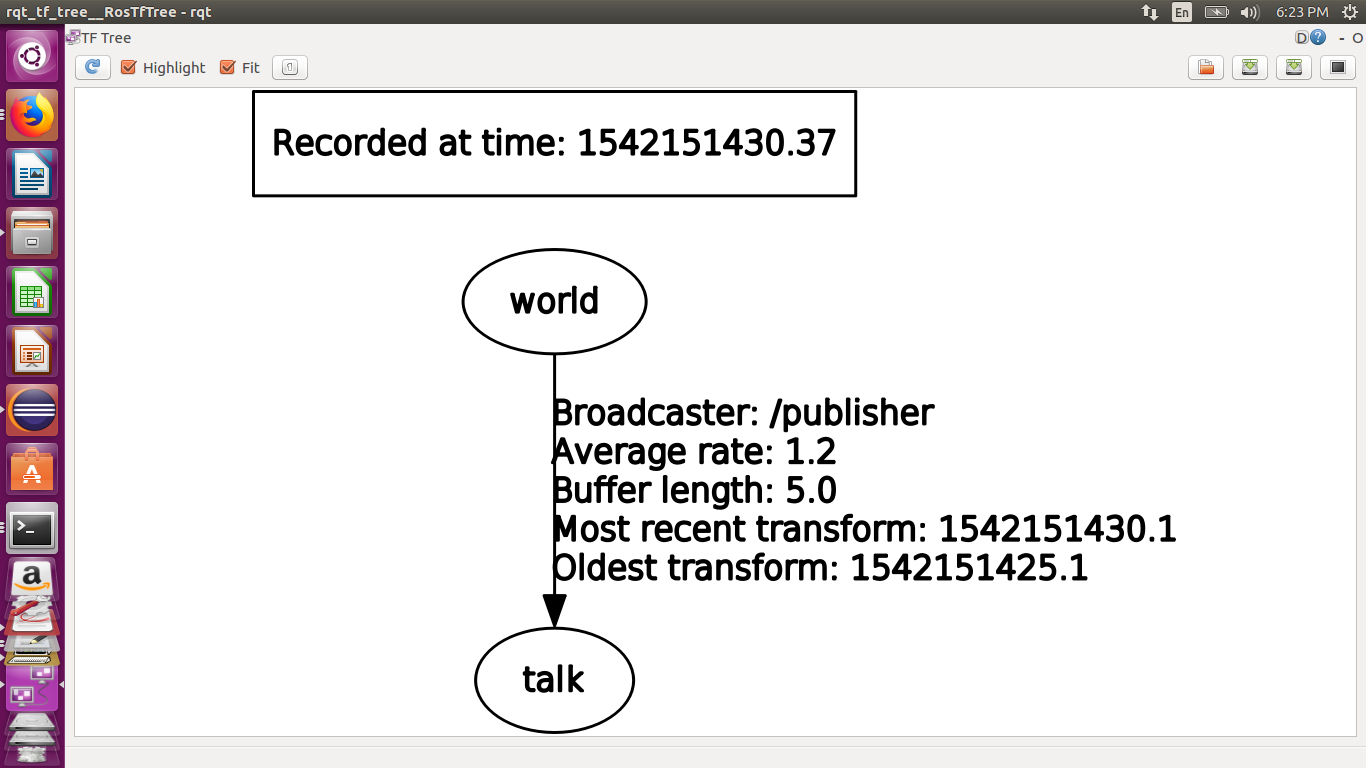 rqt_tf_tree__RosTfTree - rqt
En
6:23 PM
TF Tree
D
?
- O
Highlight
Fit
Recorded at time: 1542151430.37
world
Broadcaster: /publisher
Average rate: 1.2
Buffer length: 5.0
Most recent transform: 1542151430.1
Oldest transform: 1542151425.1
talk
A
>_
a